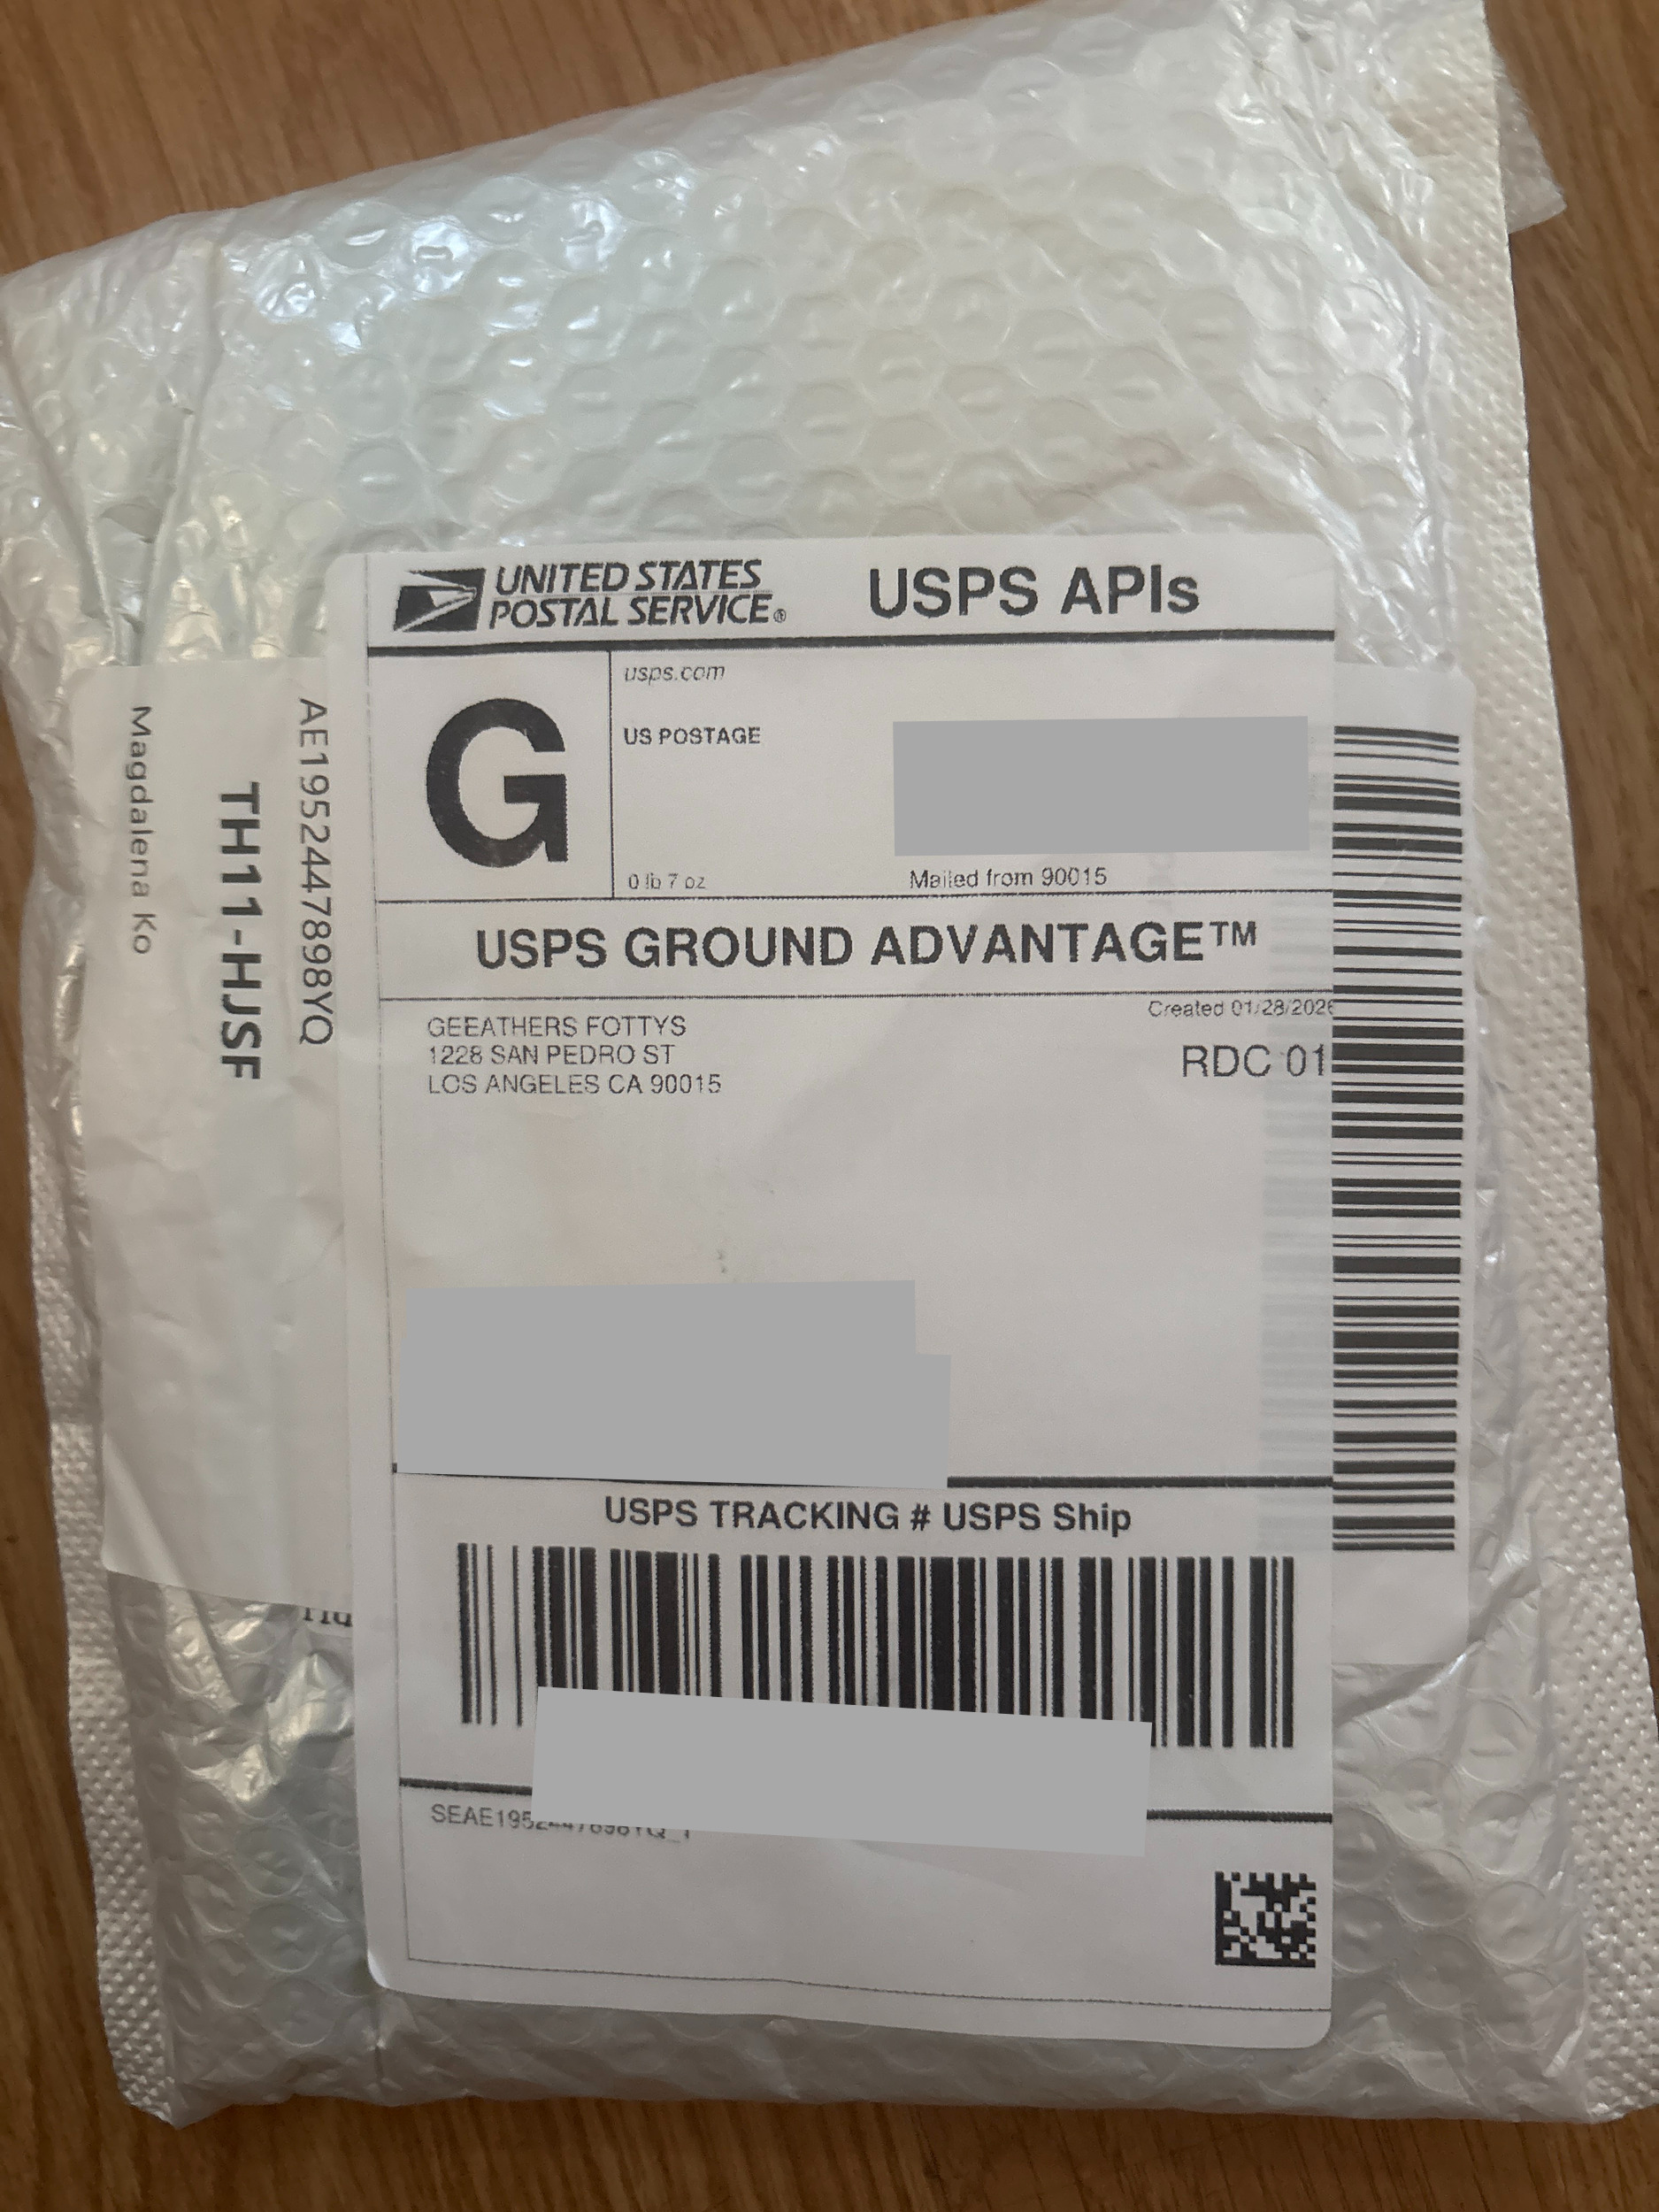 UNITED STATES
POSTAL SERVICE®
USPS APIs
G
usps.com
US POSTAGE
0 lb 7 oz
Mailed from 90015
USPS GROUND ADVANTAGE™
Created 01/28/2026
GEEATHERS FOTTYS
1228 SAN PEDRO ST
LOS ANGELES CA 90015
RDC 01
USPS TRACKING # USPS Ship
AE1952447898YQ
TH11-HJSF
Magdalena Ko